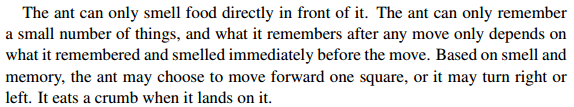 The ant can only smell food directly in front of it. The ant can only remember
a small number of things, and what it remembers after any move only depends on
what it remembered and smelled immediately before the move. Based on smell and
memory, the ant may choose to move forward one square, or it may turn right or
left. It eats a crumb when it lands on it.